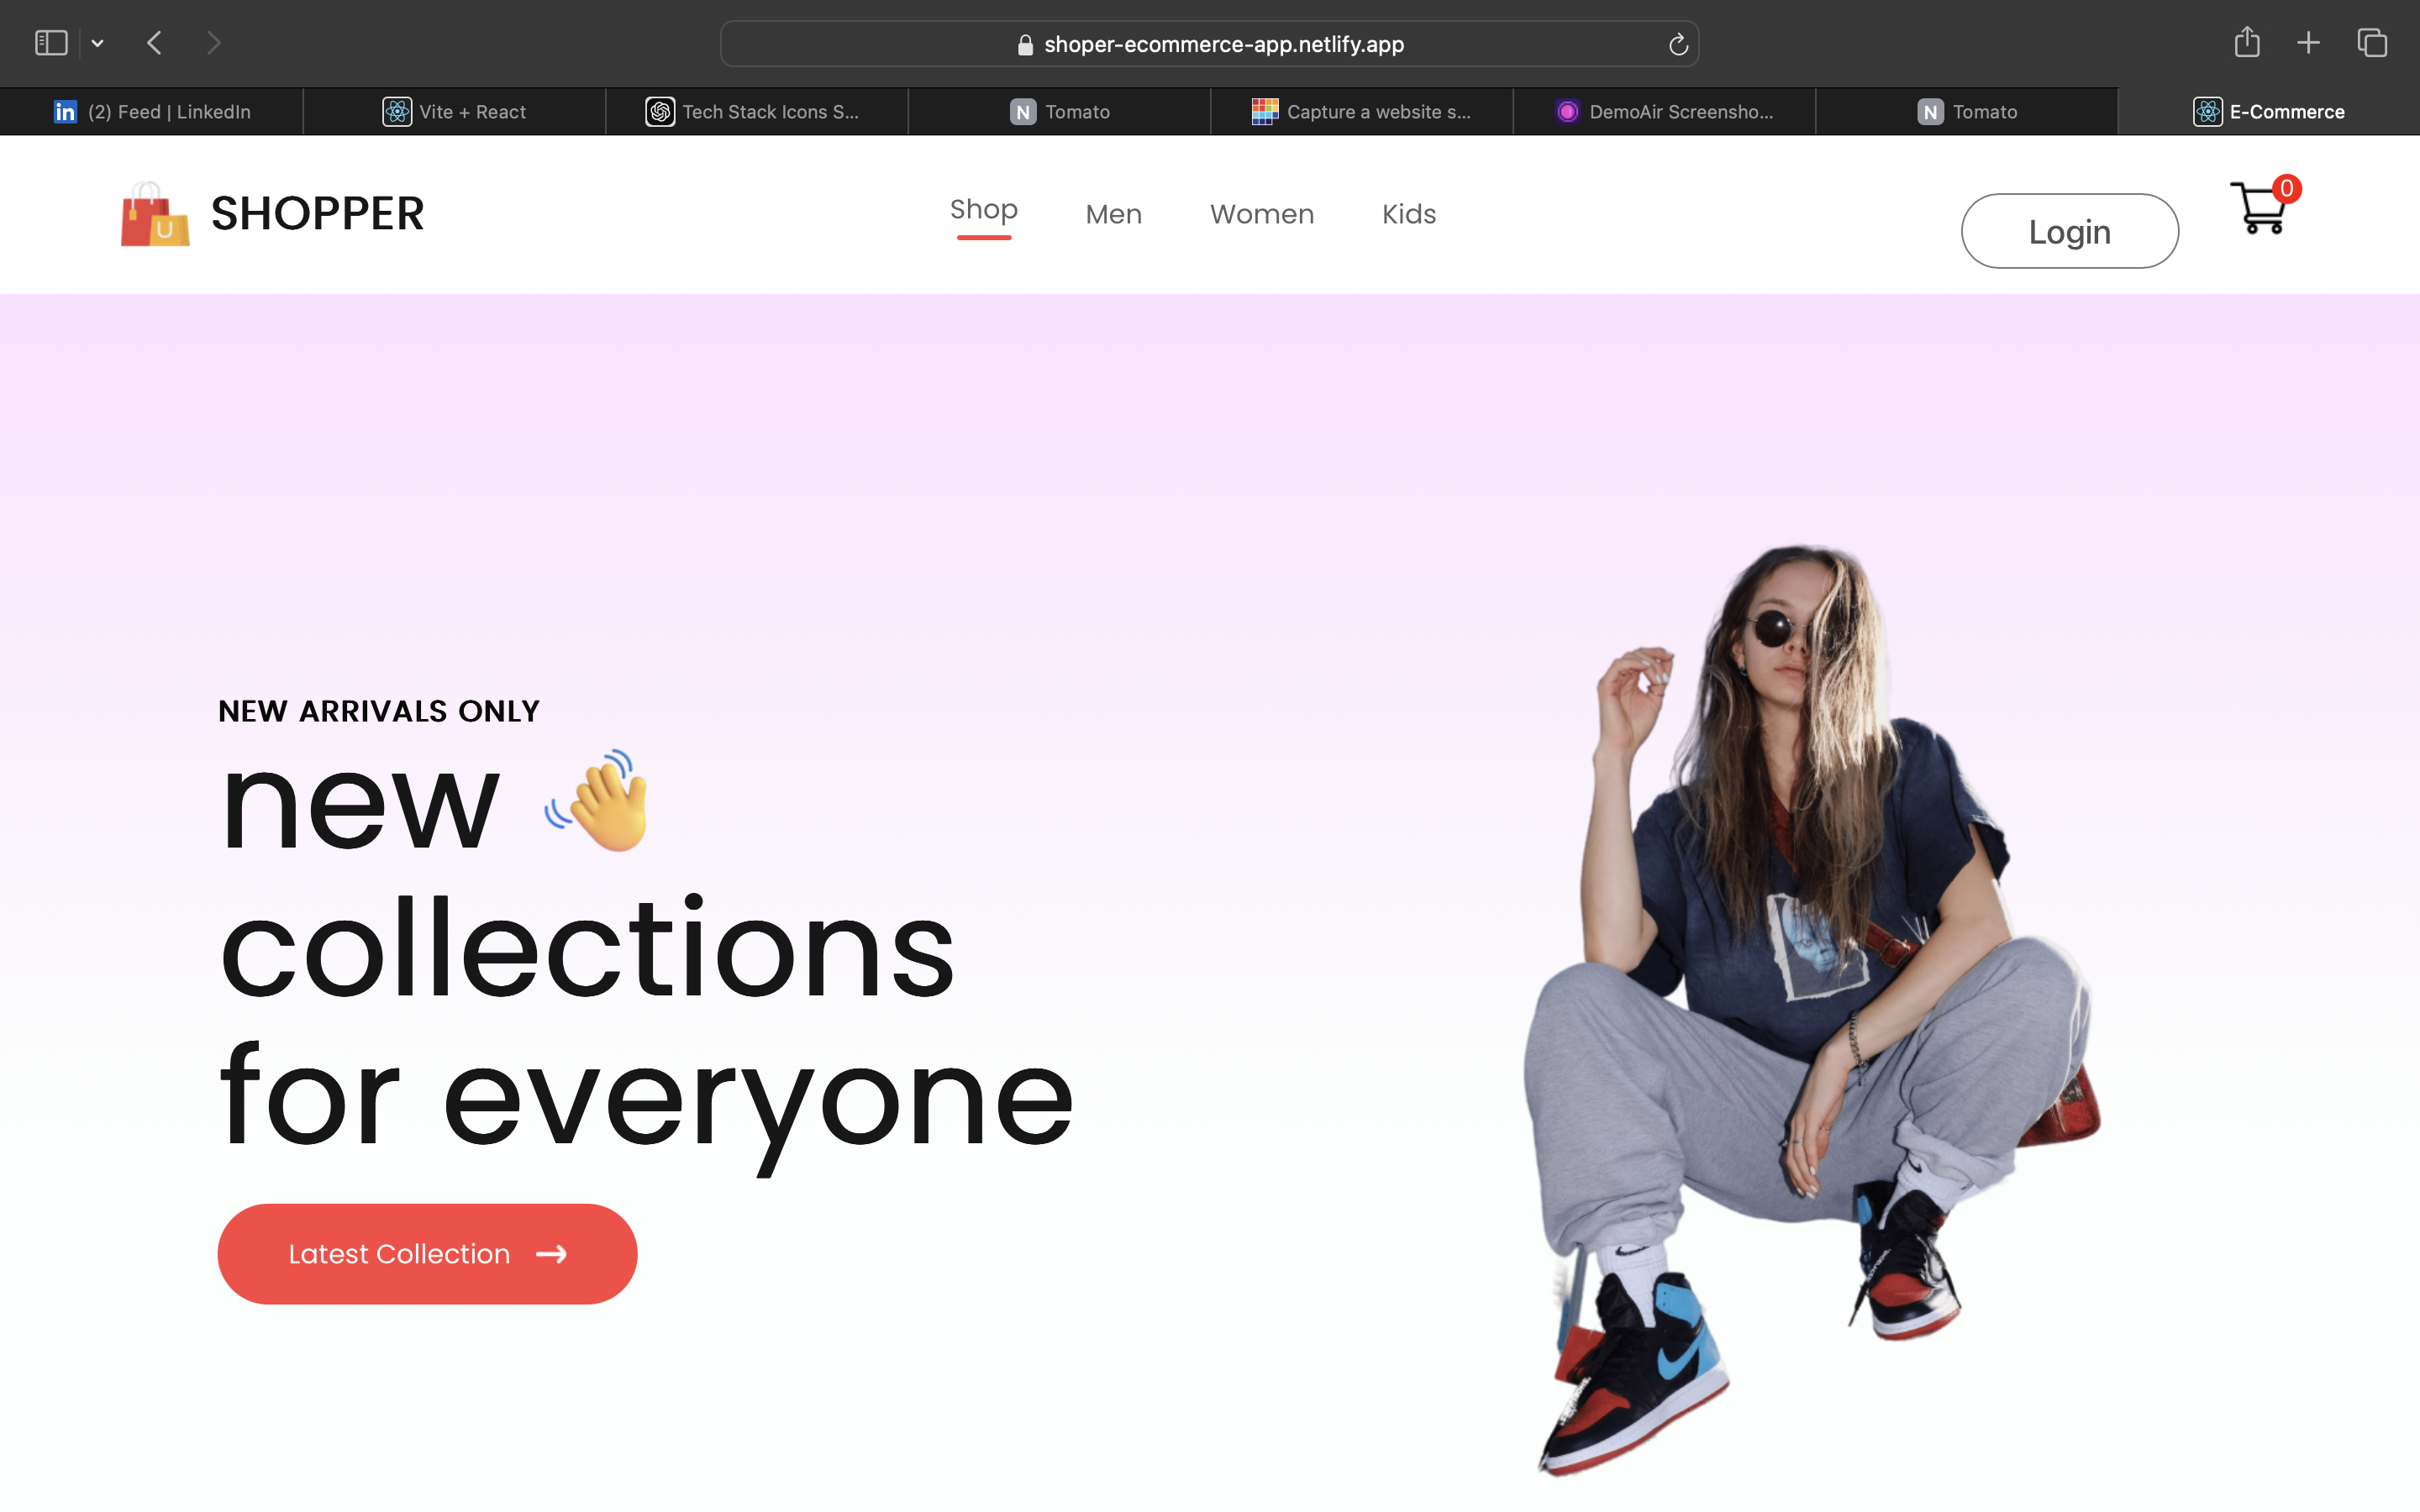 shoper-ecommerce-app.netlify.app
(2) Feed | LinkedIn
Vite + React
Tech Stack Icons S...
N Tomato
Capture a website s...
DemoAir Screensho...
N Tomato
E-Commerce
U SHOPPER
Shop
Men
Women
Kids
Login
0
NEW ARRIVALS ONLY
new
collections
for everyone
Latest Collection